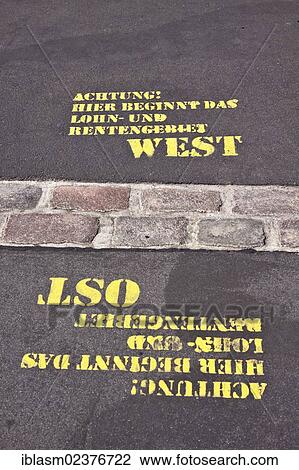 ACHTUNG!
HIER BEGINNT DAS
LOHN- UND
RENTENGEBIET
WEST
ACHTUNG!
HIER BEGINNT DAS
LOHN- UND
RENTENGEBIET
OST
Fotosearch
iblasm02376722 www.fotosearch.com